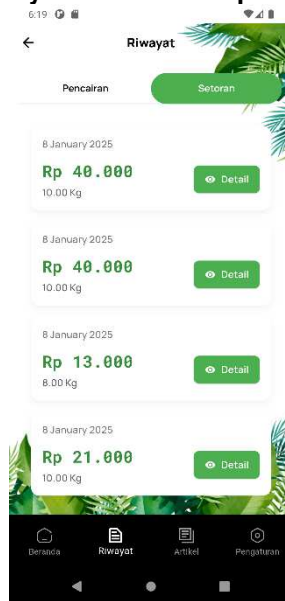 6:19
Riwayat
Pencairan
Setoran
8 January 2025
Rp 40.000
10.00 Kg
Detail
8 January 2025
Rp 40.000
10.00 Kg
Detail
8 January 2025
Rp 13.000
8.00 Kg
Detail
8 January 2025
Rp 21.000
10.00 Kg
Detail
Beranda
Riwayat
Artikel
Pengaturan